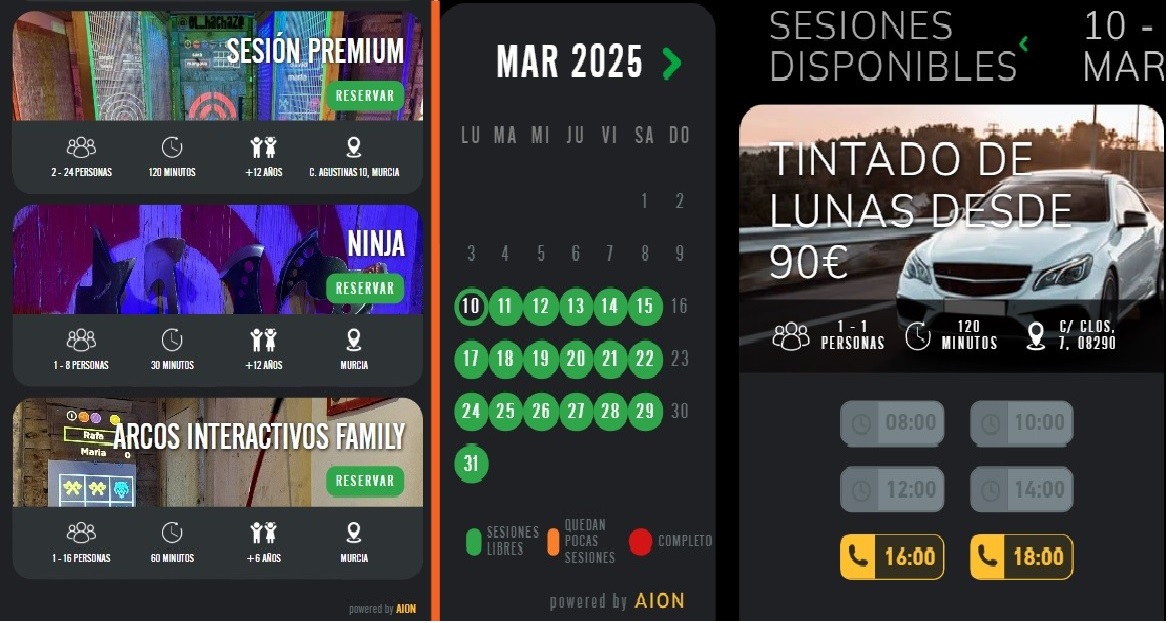 el_hachazo
SESIÓN PREMIUM
RESERVAR
2 - 24 PERSONAS
120 MINUTOS
+12 AÑOS
C. AGUSTINAS 10, MURCIA
NINJA
RESERVAR
1 - 8 PERSONAS
30 MINUTOS
+12 AÑOS
MURCIA
Rafa
ARCOS INTERACTIVOS FAMILY
Maria 0
RESERVAR
1 - 16 PERSONAS
60 MINUTOS
+6 AÑOS
MURCIA
powered by AION
MAR 2025
LU MA MI JU VI SA DO
1 2
3 4 5 6 7 8 9
10 11 12 13 14 15 16
17 18 19 20 21 22 23
24 25 26 27 28 29 30
31
SESIONES
LIBRES
QUEDAN
POCAS
SESIONES
COMPLETO
powered by AION
SESIONES
DISPONIBLES
10 -
MAR
TINTADO DE
LUNAS DESDE
90€
1 - 1
PERSONAS
120
MINUTOS
C/ CLOS,
7, 08290
08:00 10:00
12:00 14:00
16:00 18:00